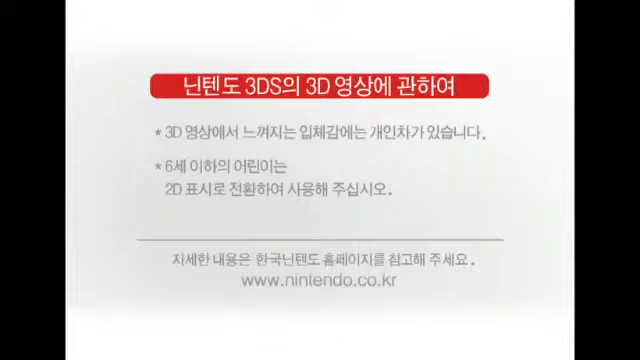 닌텐도 3DS의 3D 영상에 관하여
* 3D 영상에서 느껴지는 입체감에는 개인차가 있습니다.
* 6세 이하의 어린이는
2D 표시로 전환하여 사용해 주십시오.
자세한 내용은 한국닌텐도 홈페이지를 참고해 주세요.
www.nintendo.co.kr